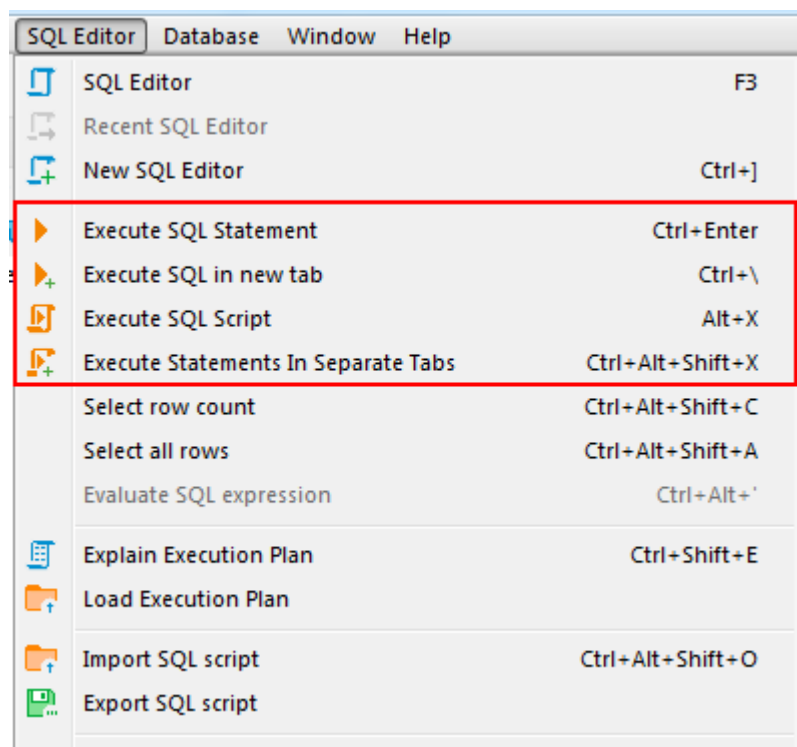 SQL Editor Database Window Help
SQL Editor F3
Recent SQL Editor
New SQL Editor Ctrl+]
Execute SQL Statement Ctrl+Enter
Execute SQL in new tab Ctrl+\
Execute SQL Script Alt+X
Execute Statements In Separate Tabs Ctrl+Alt+Shift+X
Select row count Ctrl+Alt+Shift+C
Select all rows Ctrl+Alt+Shift+A
Evaluate SQL expression Ctrl+Alt+'
Explain Execution Plan Ctrl+Shift+E
Load Execution Plan
Import SQL script Ctrl+Alt+Shift+O
Export SQL script